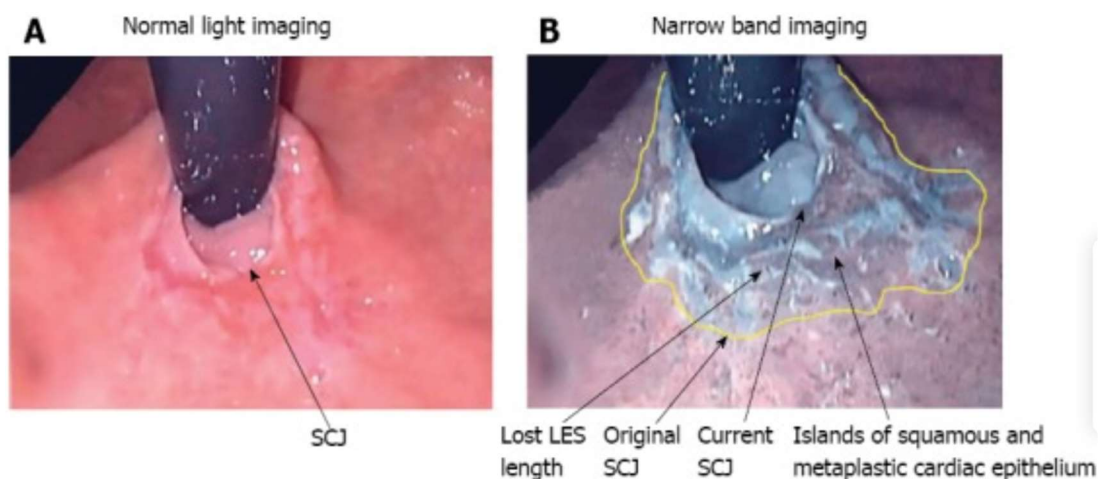 A
Normal light imaging
B
Narrow band imaging
SCJ
Lost LES length
Original SCJ
Current SCJ
Islands of squamous and
metaplastic cardiac epithelium